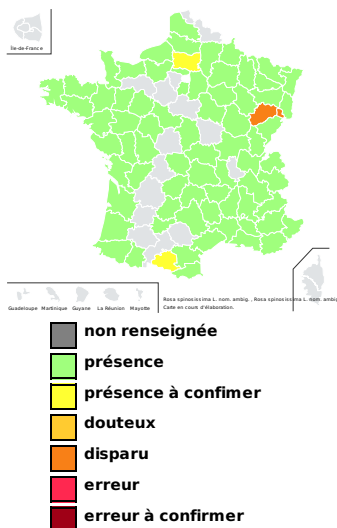 Île-de-France
Guadeloupe Martinique Guyane La Réunion Mayotte
Rosa spinosissima L. nom. ambig. , Rosa spinosissima L. nom. ambig
Carte en cours d'élaboration.
non renseignée
présence
présence à confimer
douteux
disparu
erreur
erreur à confirmer